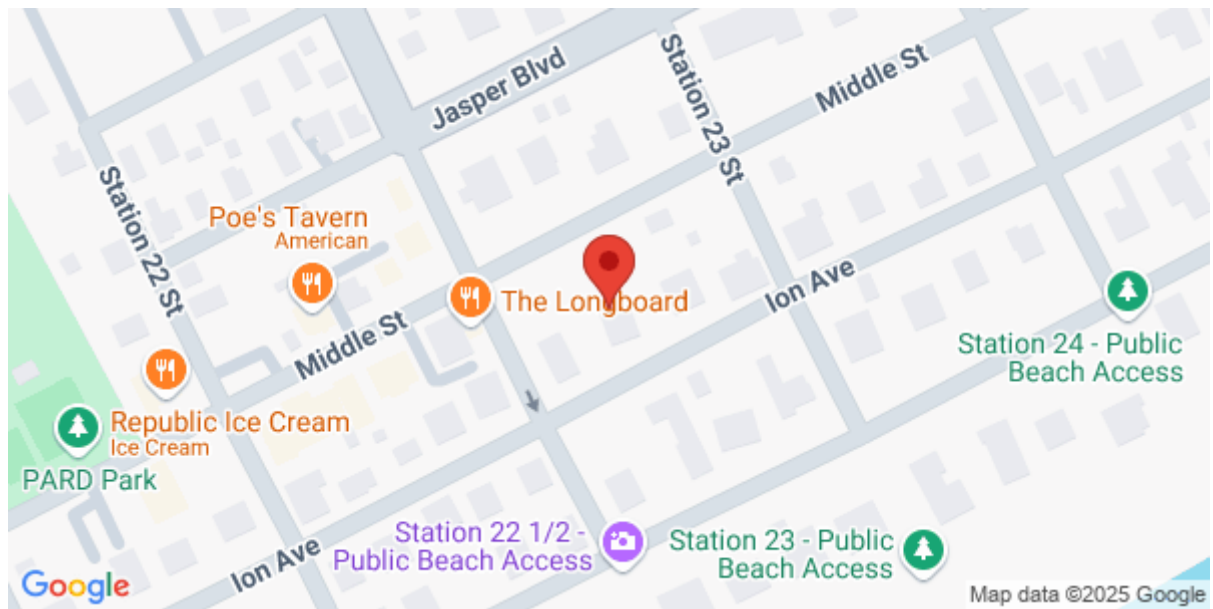 Jasper Blvd
Middle St
Station 23 St
Station 22 St
Poe's Tavern
American
The Longboard
Ion Ave
Middle St
Station 24 - Public
Beach Access
Republic Ice Cream
Ice Cream
PARD Park
Station 22 1/2 -
Public Beach Access
Station 23 - Public
Beach Access
Ion Ave
Google
Map data ©2025 Google